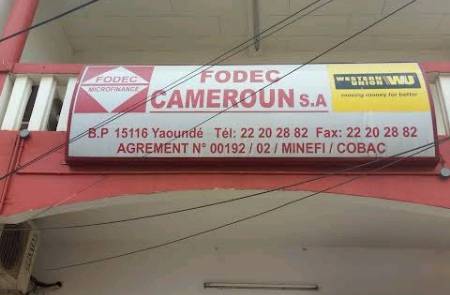 FODEC
MICROFINANCE
FODEC
CAMEROUN S.A
WESTERN UNION WU
moving money for better
B.P 15116 Yaoundé Tél: 22 20 28 82 Fax: 22 20 28 82
AGREMENT N° 00192 / 02 / MINEFI / COBAC